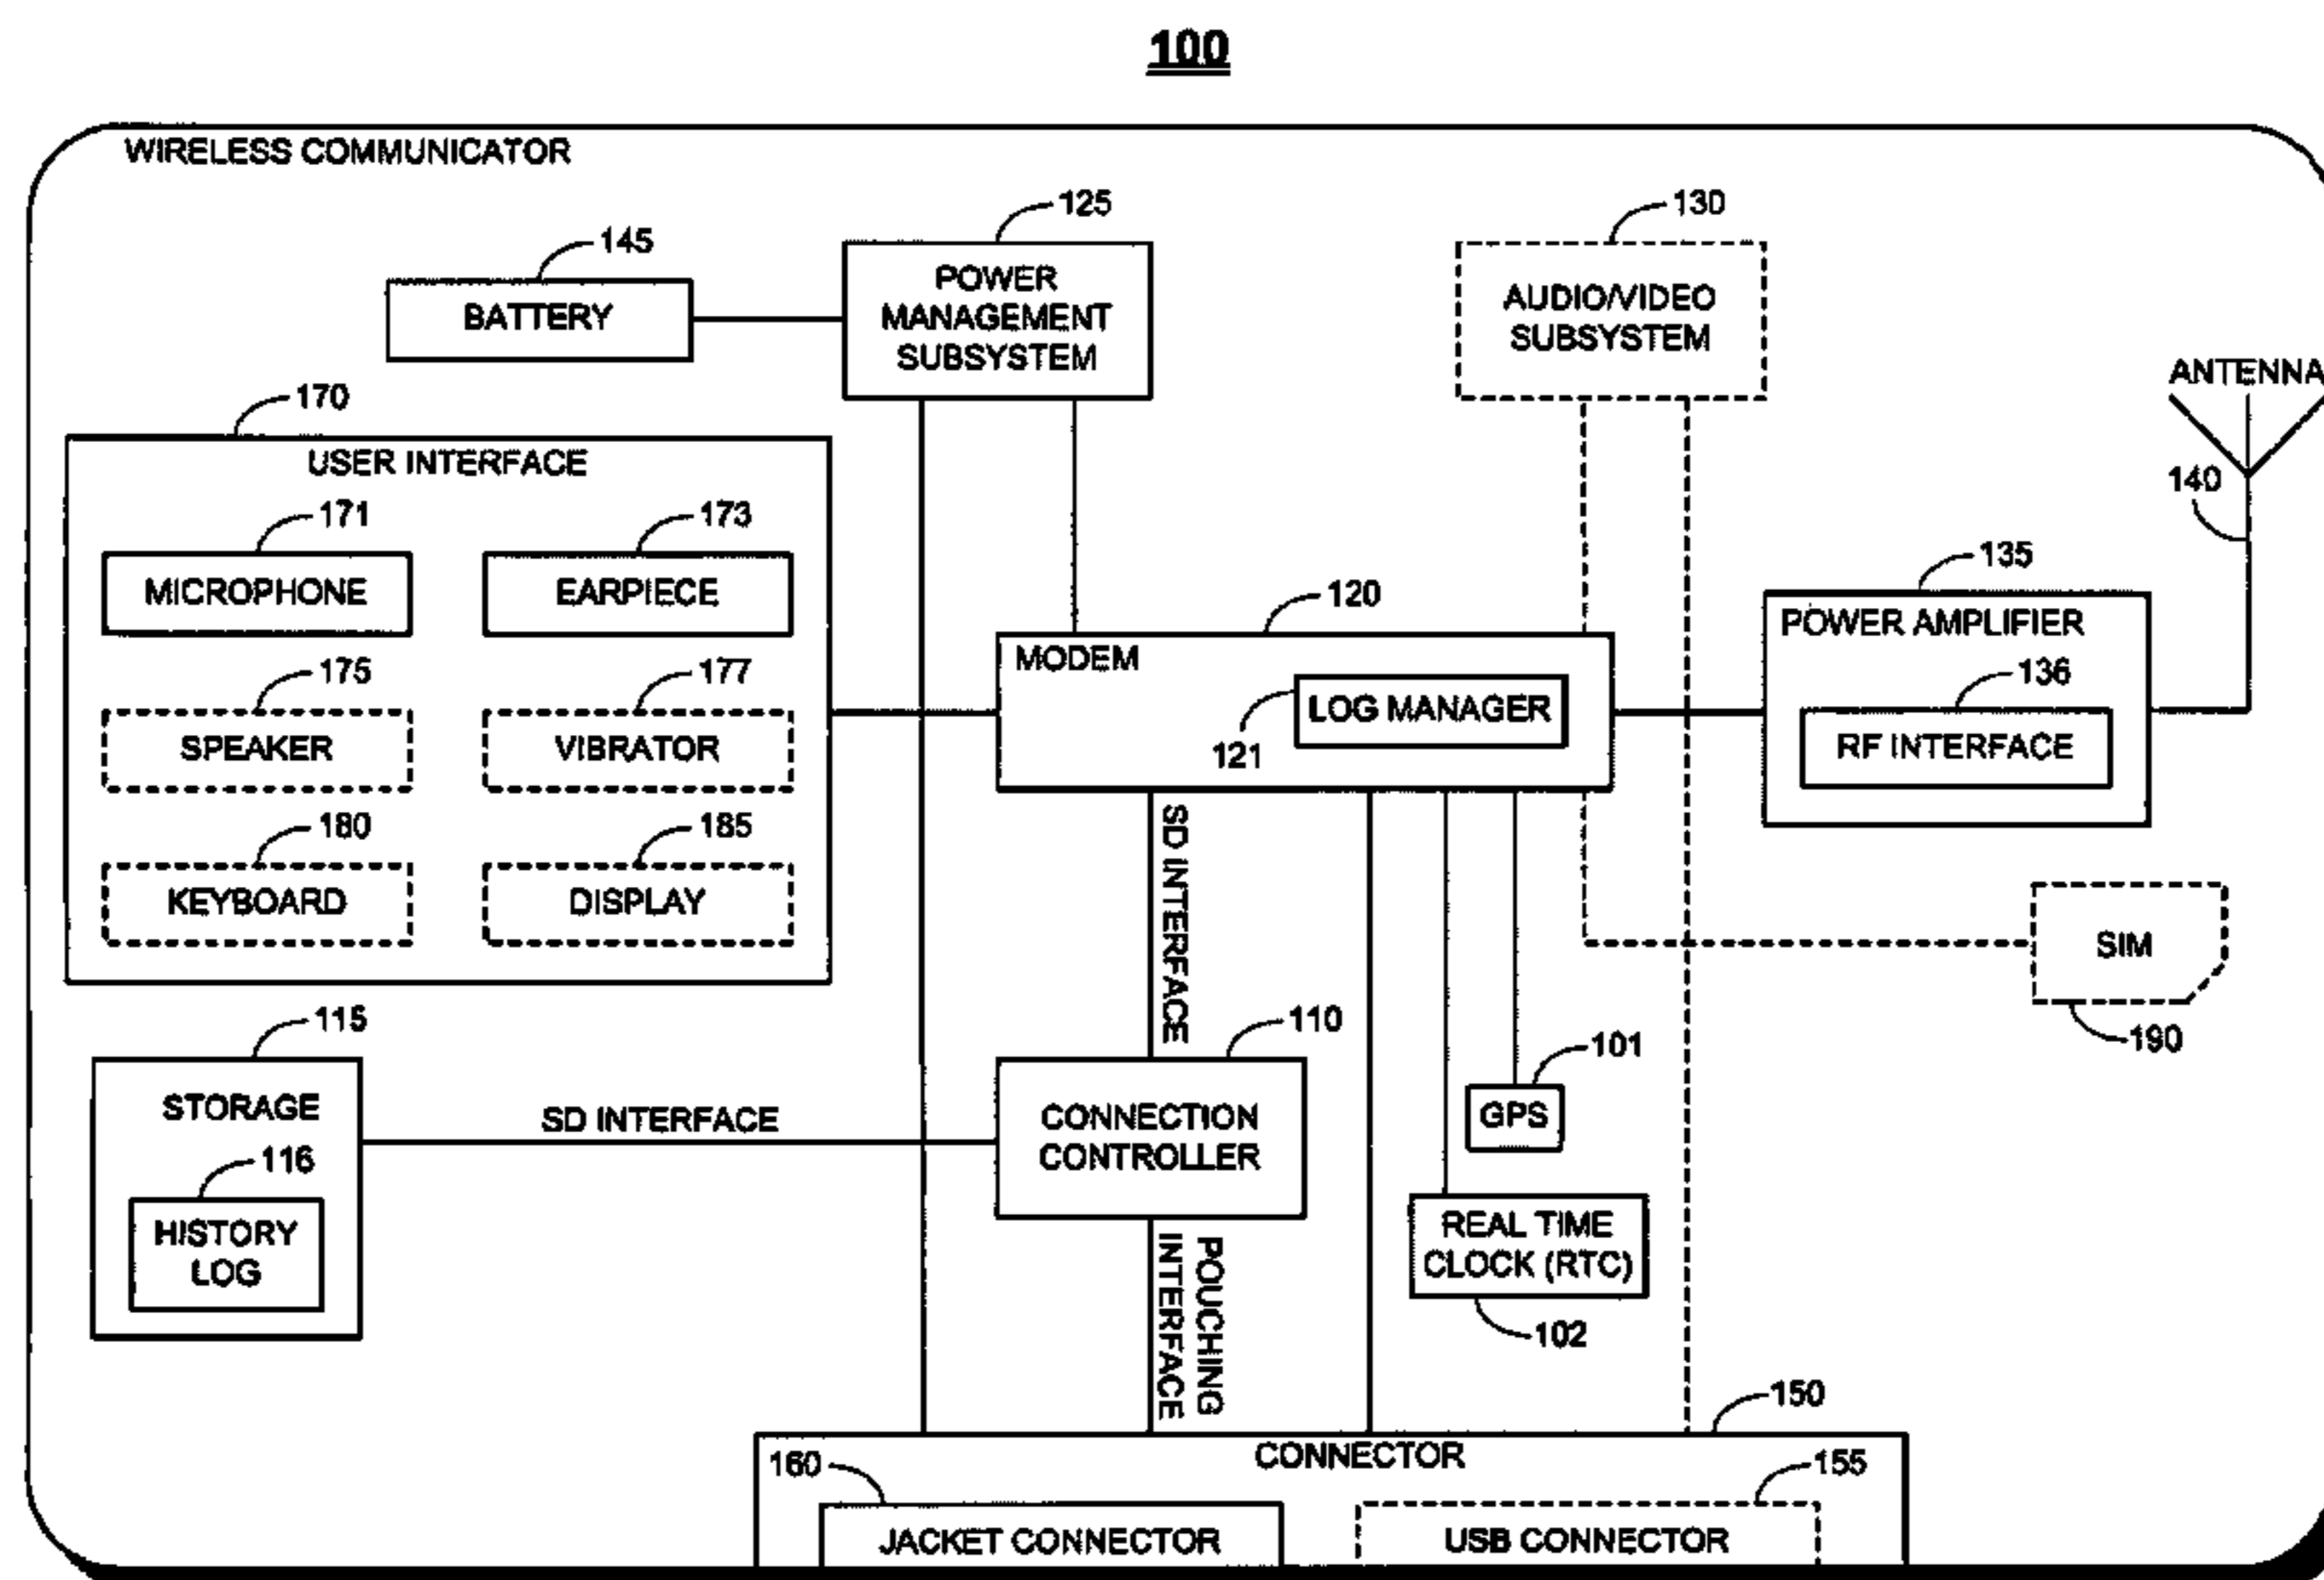 100
WIRELESS COMMUNICATOR
125
130
145
POWER
MANAGEMENT
SUBSYSTEM
BATTERY
AUDIO/VIDEO
SUBSYSTEM
ANTENNA
170
USER INTERFACE
140
171
173
MICROPHONE
EARPIECE
135
120
POWER AMPLIFIER
MODEM
175
177
136
LOG MANAGER
121
SPEAKER
VIBRATOR
RF INTERFACE
180
185
SD INTERFACE
KEYBOARD
DISPLAY
SIM
190
115
110
101
STORAGE
SD INTERFACE
CONNECTION
CONTROLLER
GPS
116
HISTORY
LOG
REAL TIME
CLOCK (RTC)
POUCHING
INTERFACE
102
150
CONNECTOR
160
155
JACKET CONNECTOR
USB CONNECTOR